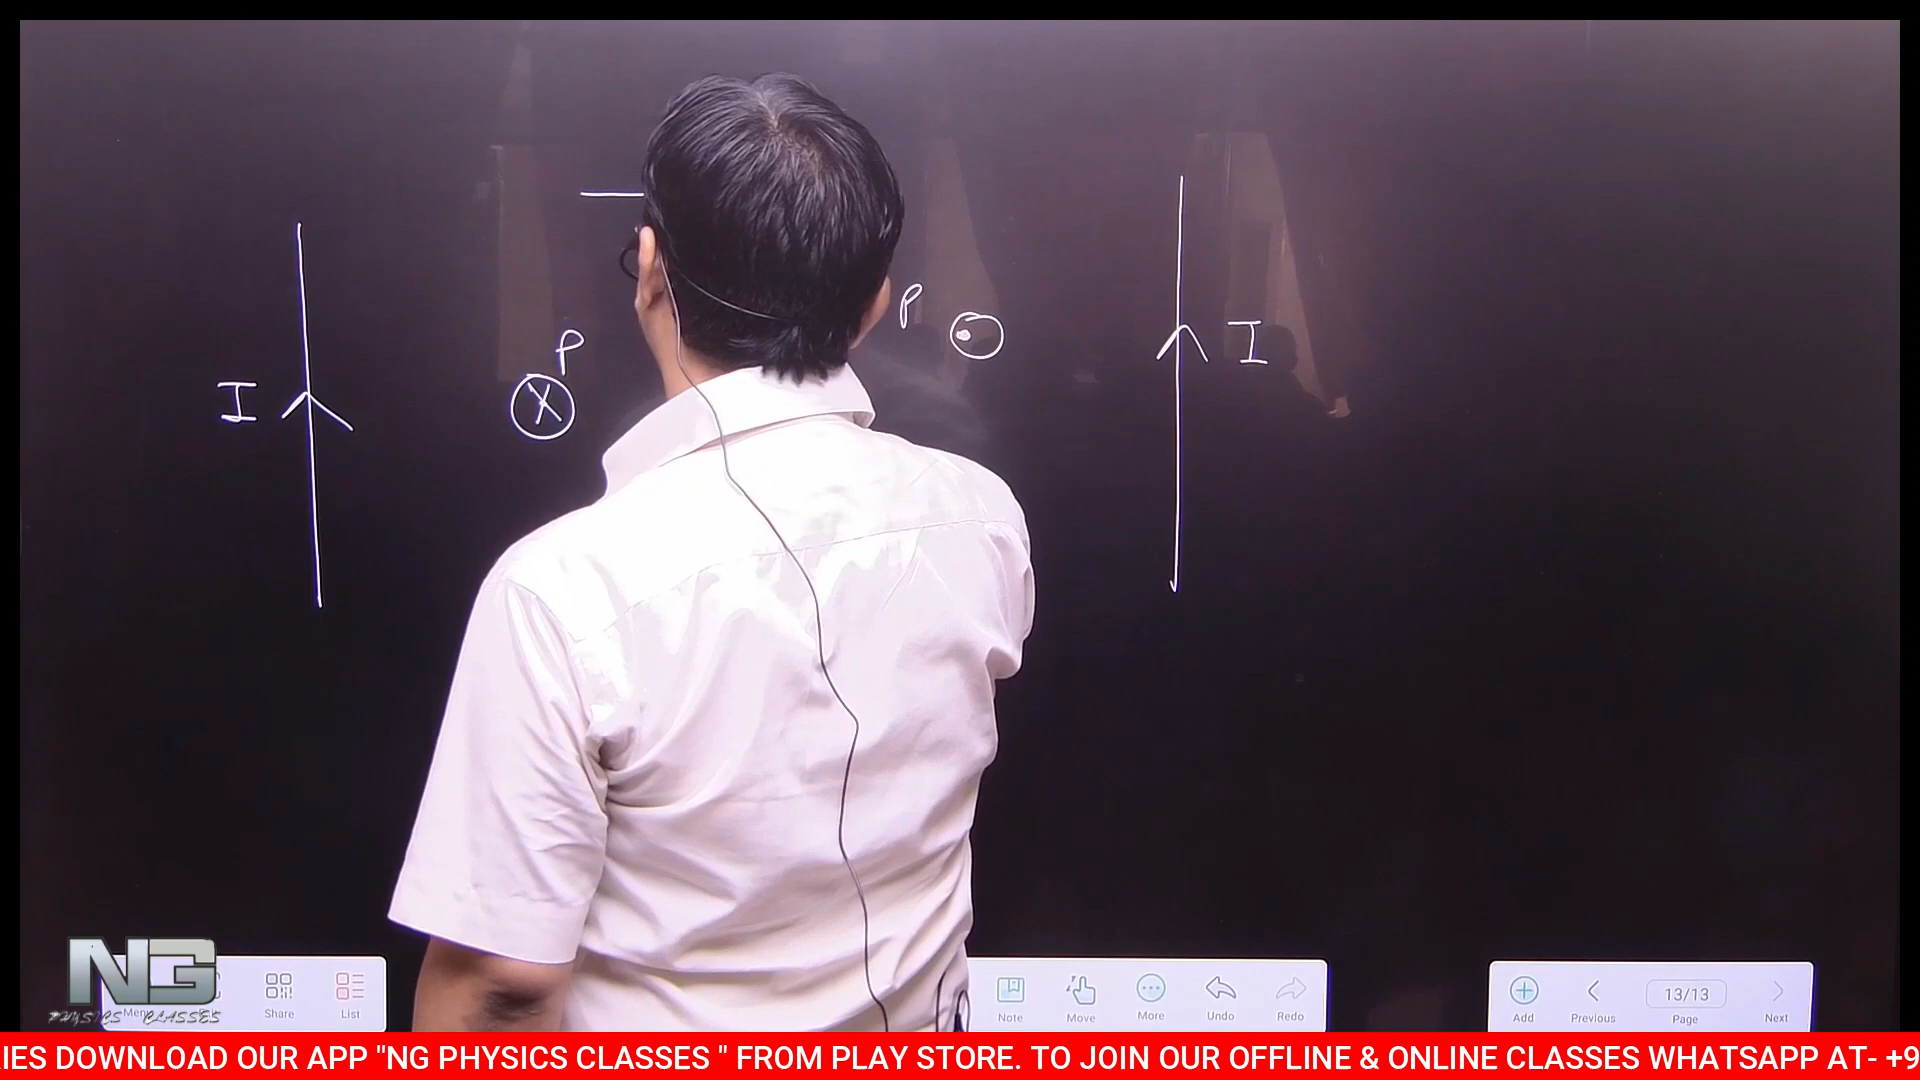 I
P
X
P
I
NG
PHYSICS CLASSES
Share
List
Note
Move
More
Undo
Redo
Add
Previous
13/13
Page
Next
IES DOWNLOAD OUR APP "NG PHYSICS CLASSES " FROM PLAY STORE. TO JOIN OUR OFFLINE & ONLINE CLASSES WHATSAPP AT- +9